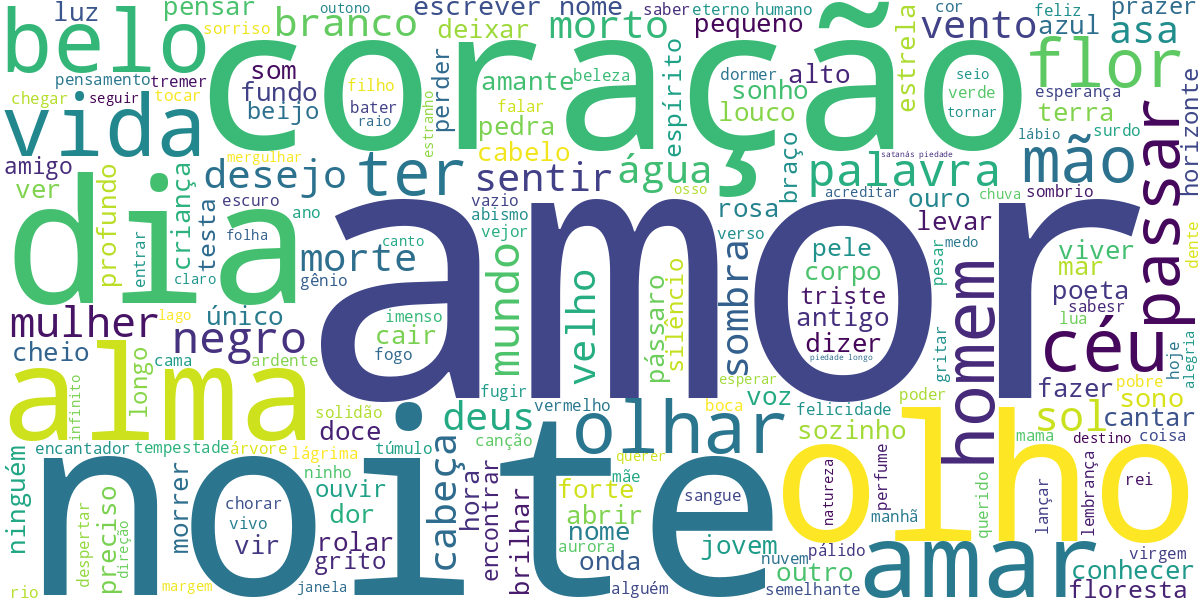 luz
pensar
outono
sorriso
branco
escrever
nome
saber
eterno
humano
deixar
morto
pequeno
vento
cor
feliz
prazer
azul
asa
belo
coração
flor
pensamento
tremer
chegar
seguir
tocar
som
fundo
beijo
filho
bater
raio
estranho
perder
amante
falar
pedra
cabelo
beleza
espírito
dormer
sonho
louco
alto
estrela
seio
verde
tornar
esperança
terra
lábio
surdo
horizonte
vida
amigo
ver
mergulhar
desejo
ter
sentir
água
osso
braço
satanás piedade
palavra
acreditar
ouro
chuva
sombrio
mão
passar
dia
profundo
entrar
criança
claro
testa
escuro
folha
ano
morte
gênio
canto
vazio
abismo
vejor
rosa
verso
levar
pesar
medo
viver
mar
poeta
sabesr
lua
dente
amor
mundo
velho
pássaro
silêncio
sombra
pele
corpo
triste
antigo
dizer
piedade longo
gritar
homem
céu
hoje
alegria
mulher
lago
único
negro
imenso
cair
fogo
cheio
longo
cama
ardente
alma
infinito
fugir
esperar
voz
poder
fazer
pobre
sono
cantar
solidão
doce
deus
vermelho
olhar
boca
felicidade
sozinho
sol
mama
destino
coisa
encantador
tempestade
árvore
lágrima
túmulo
canção
querer
ninguém
noite
olho
ninho
mãe
ouvir
dor
cabeça
hora
encontrar
brilhar
forte
abrir
nome
aurora
onda
sangue
natureza
perfume
manhã
querido
lançar
lembrança
rei
despertar
preciso
direção
morrer
chorar
vivo
vir
rolar
grito
jovem
nuvem
pálido
outro
amar
virgem
conhecer
floresta
rio
margem
janela
alguém
semelhante